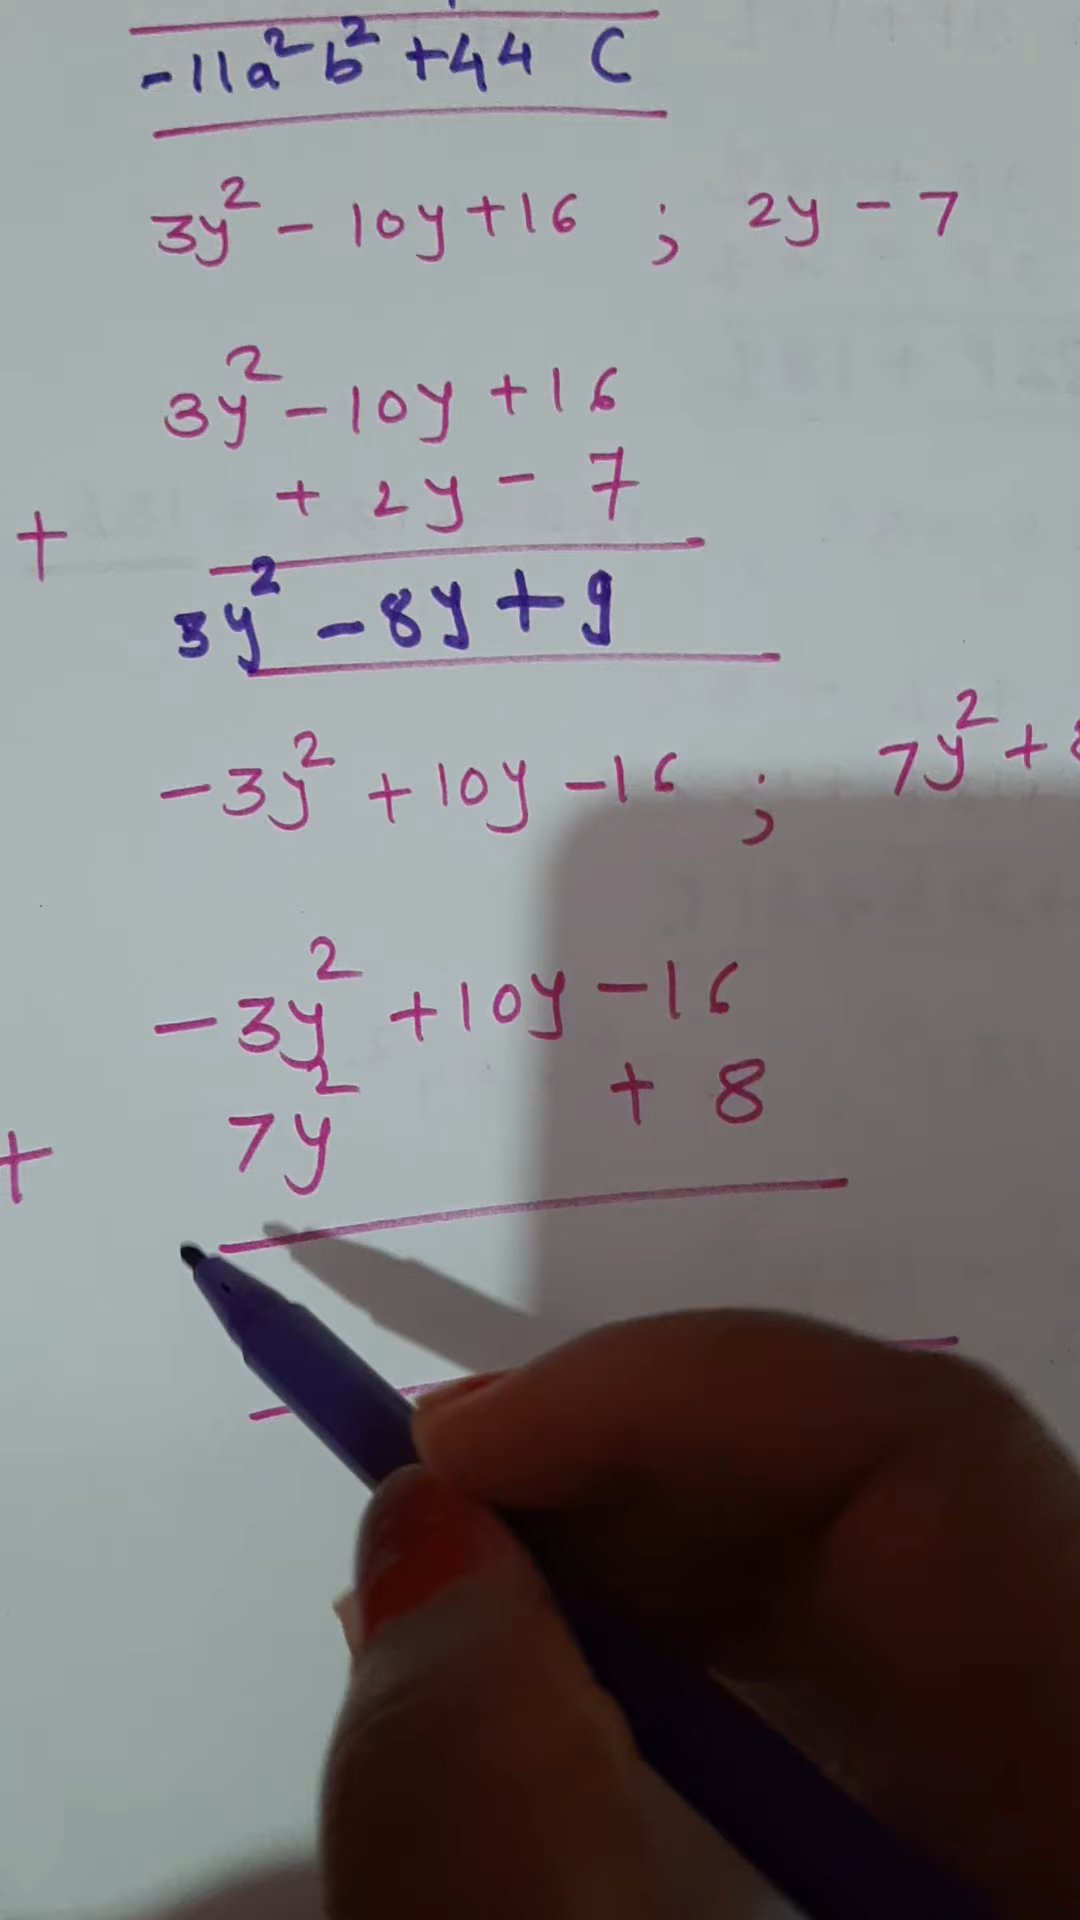 -11a²b² +44 C
3y² - 10y + 16 ; 2y - 7
3y² - 10y + 16
+ 2y - 7
+
3y² - 8y + 9
-3y² + 10y - 16 ; 7y² + 8
-3y² + 10y - 16
7y² + 8
+